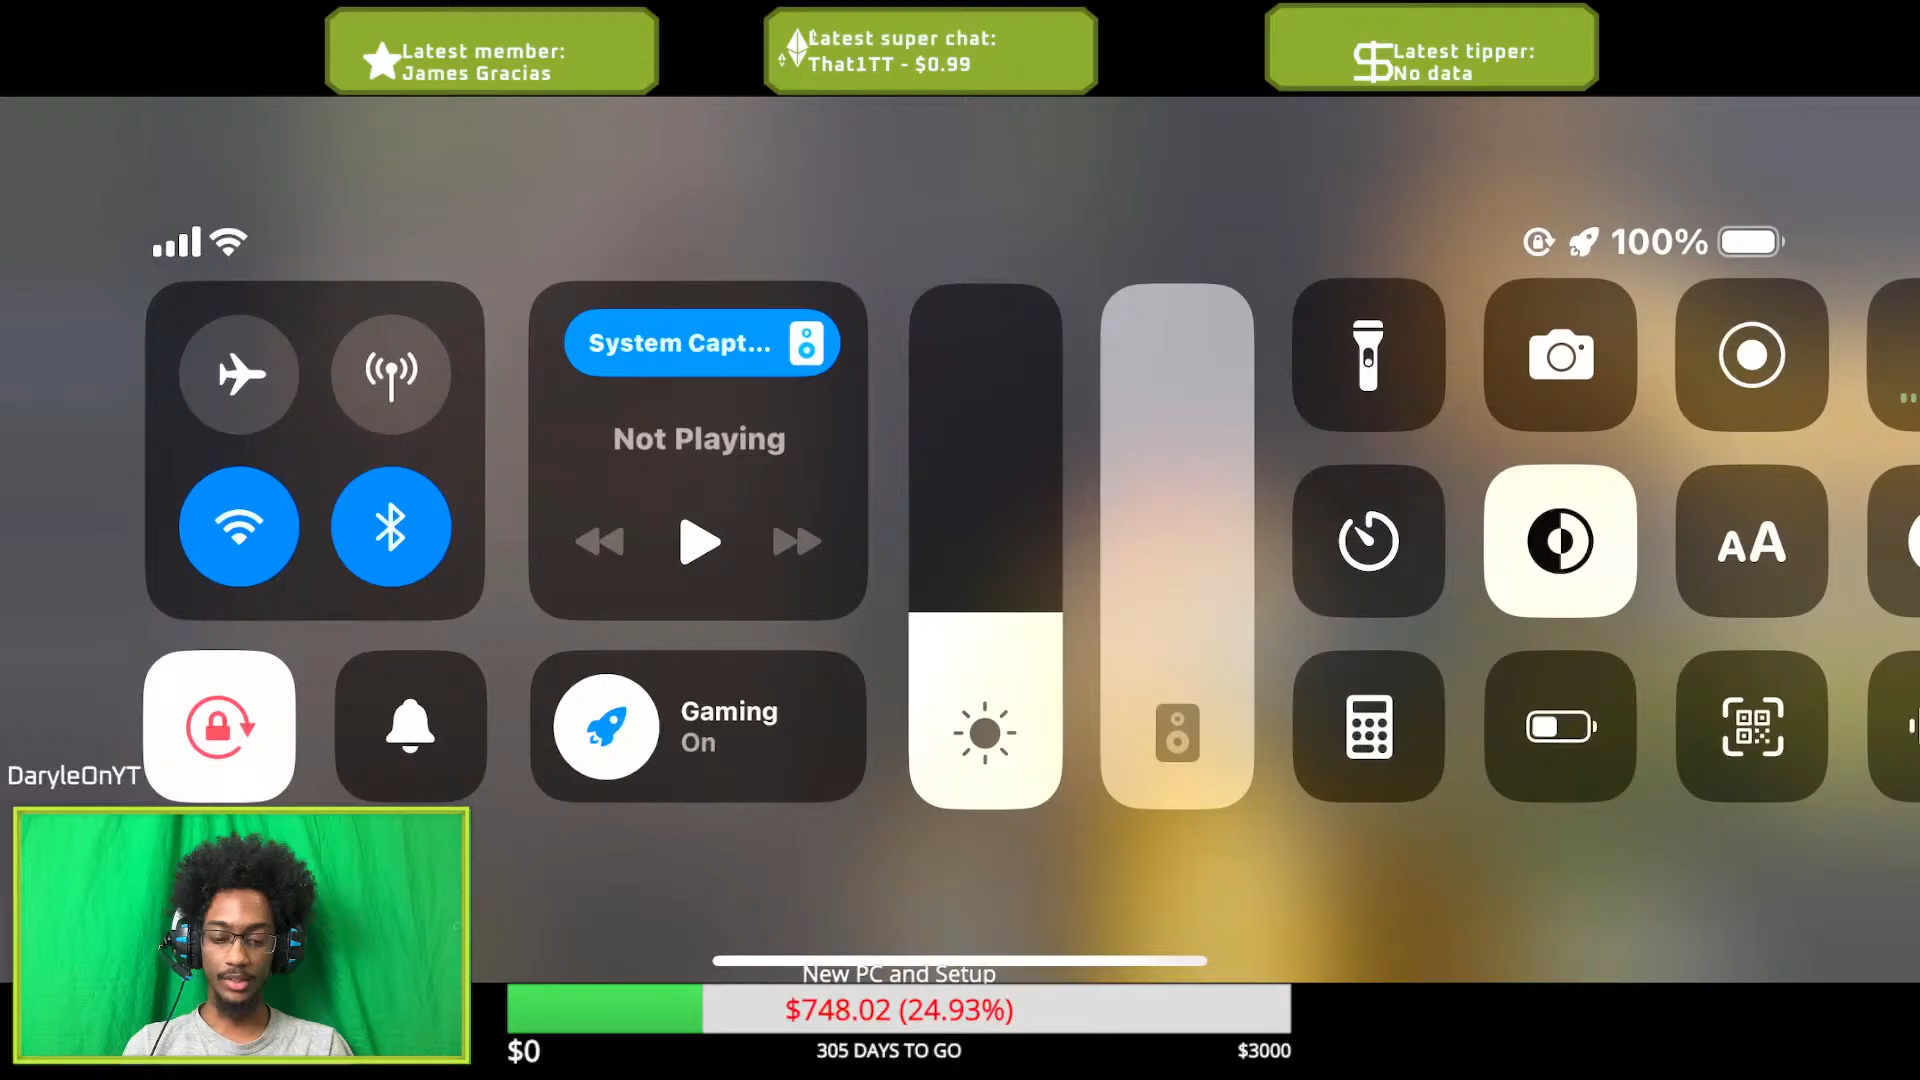 Latest member:
James Gracias
Latest super chat:
That1TT - $0.99
Latest tipper:
No data
100%
System Capt...
Not Playing
AA
Gaming
On
DaryleOnYT
New PC and Setup
$748.02 (24.93%)
$0
305 DAYS TO GO
$3000